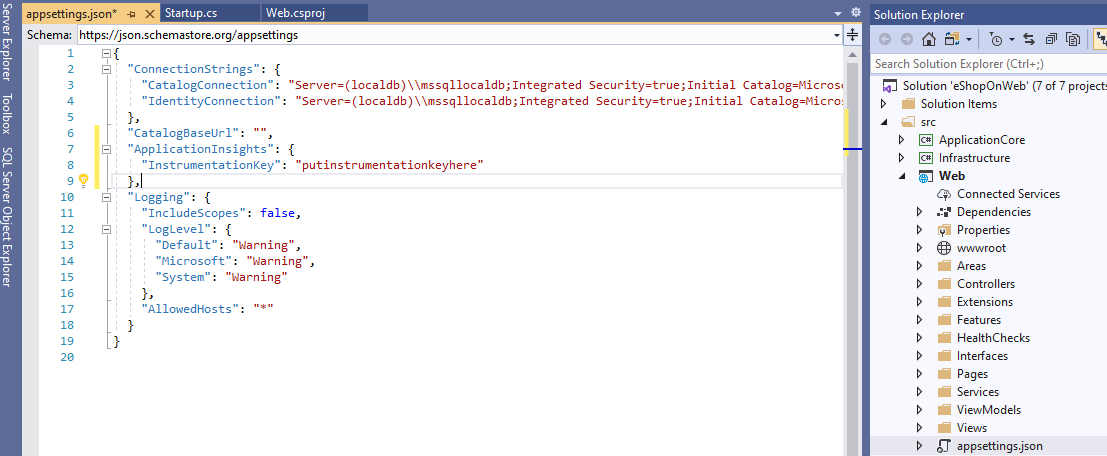 Server Explorer
Toolbox
SQL Server Object Explorer
appsettings.json*
Startup.cs
Web.csproj
Schema: https://json.schemastore.org/appsettings
1 {
2 "ConnectionStrings": {
3 "CatalogConnection": "Server=(localdb)\\mssqllocaldb;Integrated Security=true;Initial Catalog=Microso
4 "IdentityConnection": "Server=(localdb)\\mssqllocaldb;Integrated Security=true;Initial Catalog=Micros
5 },
6 "CatalogBaseUrl": "",
7 "ApplicationInsights": {
8 "InstrumentationKey": "putinstrumentationkeyhere"
9 },
10 "Logging": {
11 "IncludeScopes": false,
12 "LogLevel": {
13 "Default": "Warning",
14 "Microsoft": "Warning",
15 "System": "Warning"
16 },
17 "AllowedHosts": "*"
18 }
19 }
20
Solution Explorer
Search Solution Explorer (Ctrl+;)
Solution 'eShopOnWeb' (7 of 7 projects
Solution Items
src
C# ApplicationCore
C# Infrastructure
Web
Connected Services
Dependencies
Properties
wwwroot
Areas
Controllers
Extensions
Features
HealthChecks
Interfaces
Pages
Services
ViewModels
Views
appsettings.json